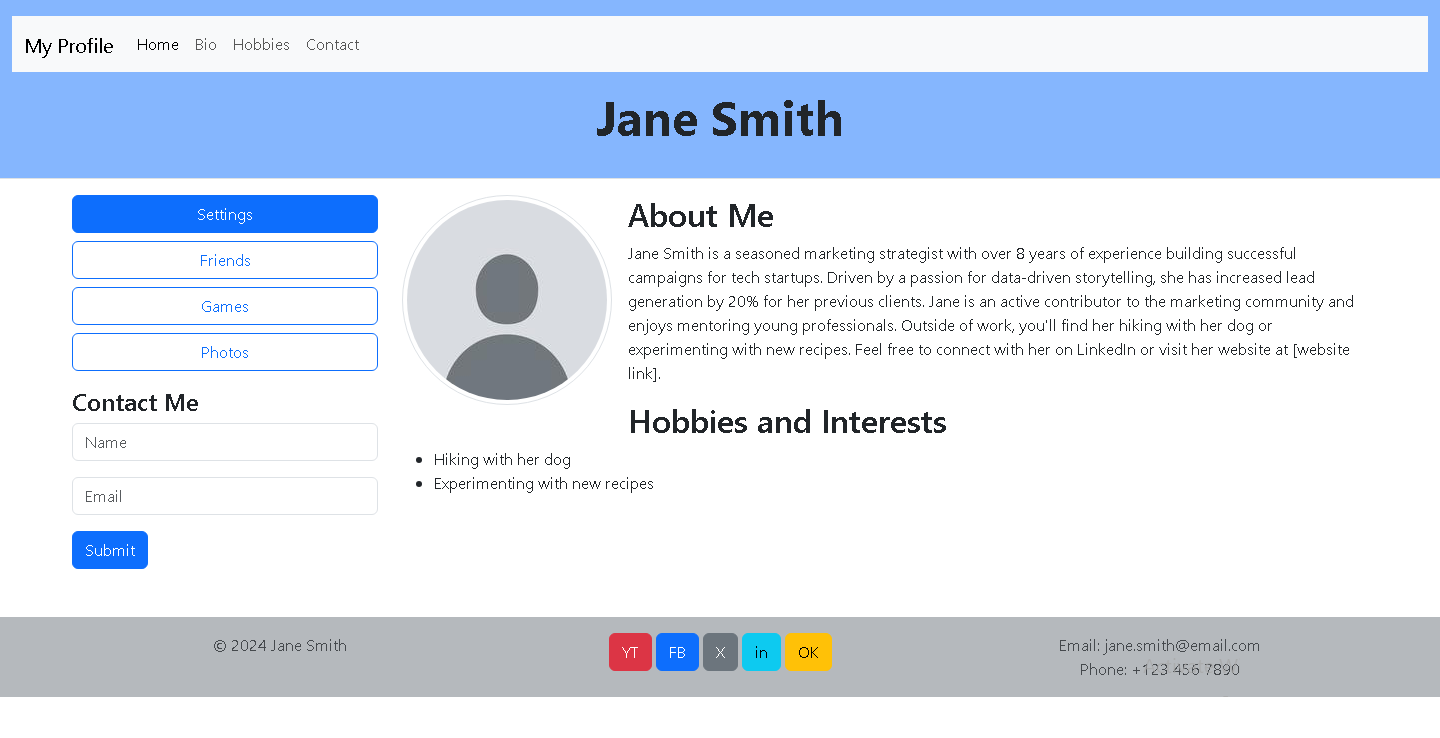 My Profile Home Bio Hobbies Contact
Jane Smith
Settings
Friends
Games
Photos
Contact Me
Name
Email
Submit
About Me
Jane Smith is a seasoned marketing strategist with over 8 years of experience building successful
campaigns for tech startups. Driven by a passion for data-driven storytelling, she has increased lead
generation by 20% for her previous clients. Jane is an active contributor to the marketing community and
enjoys mentoring young professionals. Outside of work, you'll find her hiking with her dog or
experimenting with new recipes. Feel free to connect with her on LinkedIn or visit her website at [website
link].
Hobbies and Interests
Hiking with her dog
Experimenting with new recipes
© 2024 Jane Smith
YT FB X in OK
Email: jane.smith@email.com
Phone: +123 456 7890